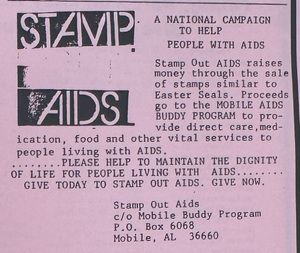 STAMP
AIDS
A NATIONAL CAMPAIGN
TO HELP
PEOPLE WITH AIDS
Stamp Out AIDS raises
money through the sale
of stamps similar to
Easter Seals. Proceeds
go to the MOBILE AIDS
BUDDY PROGRAM to pro-
vide direct care,med-
ication, food and other vital services to
people living with AIDS.
........PLEASE HELP TO MAINTAIN THE DIGNITY
OF LIFE FOR PEOPLE LIVING WITH AIDS........
GIVE TODAY TO STAMP OUT AIDS. GIVE NOW.
Stamp Out Aids
c/o Mobile Buddy Program
P.O. Box 6068
Mobile, AL 36660